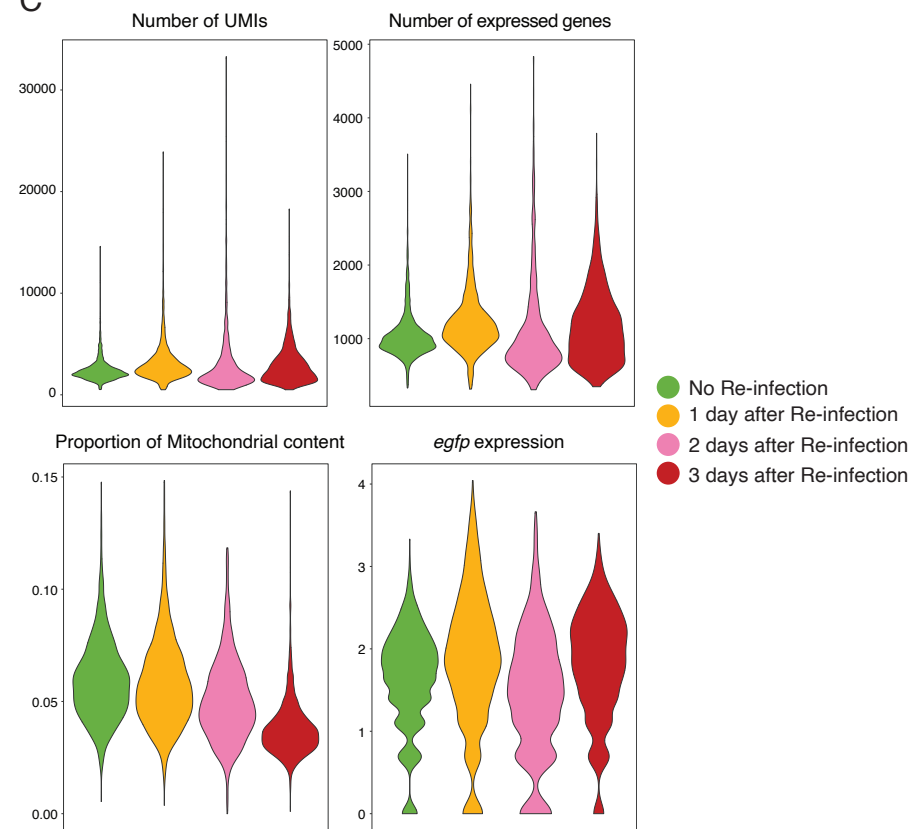 C
Number of UMIs
Number of expressed genes
30000
20000
10000
0
5000
4000
3000
2000
1000
No Re-infection
1 day after Re-infection
2 days after Re-infection
3 days after Re-infection
Proportion of Mitochondrial content
egfp expression
0.15
0.10
0.05
0.00
4
3
2
1
0